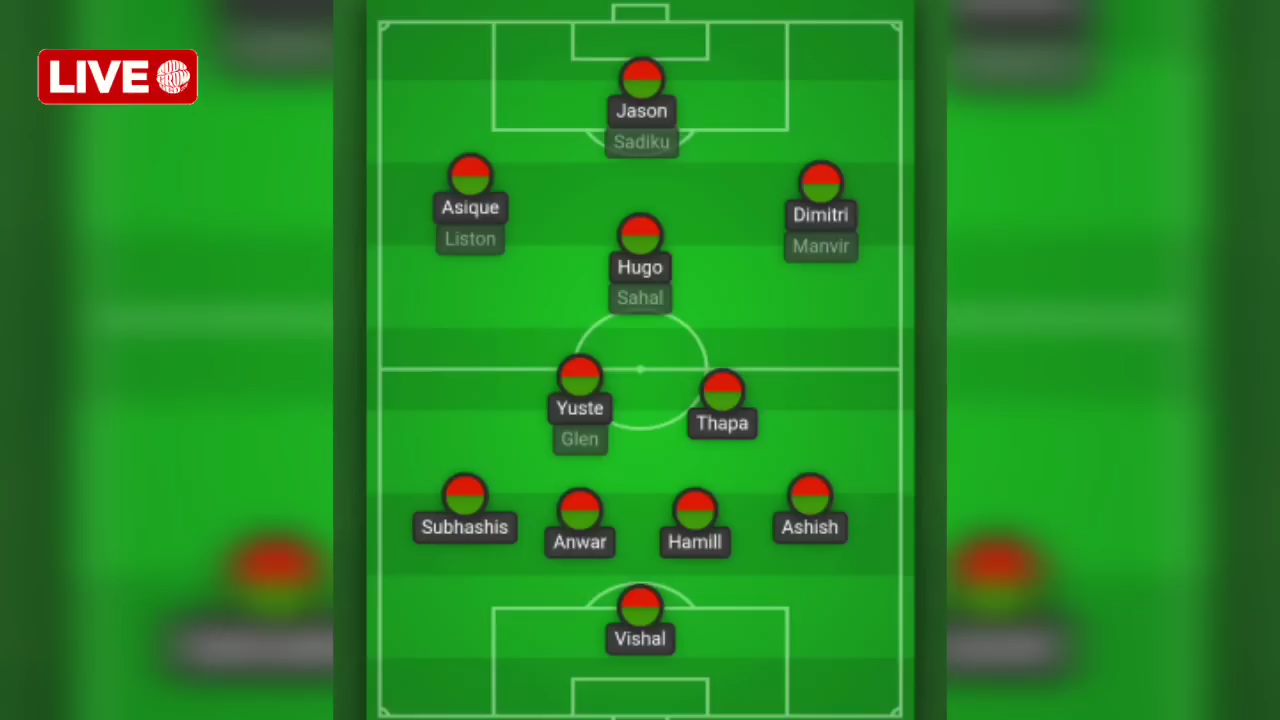 LIVE
Jason
Sadiku
Asique
Liston
Dimitri
Manvir
Hugo
Sahal
Yuste
Glen
Thapa
Subhashis
Anwar
Hamill
Ashish
Vishal